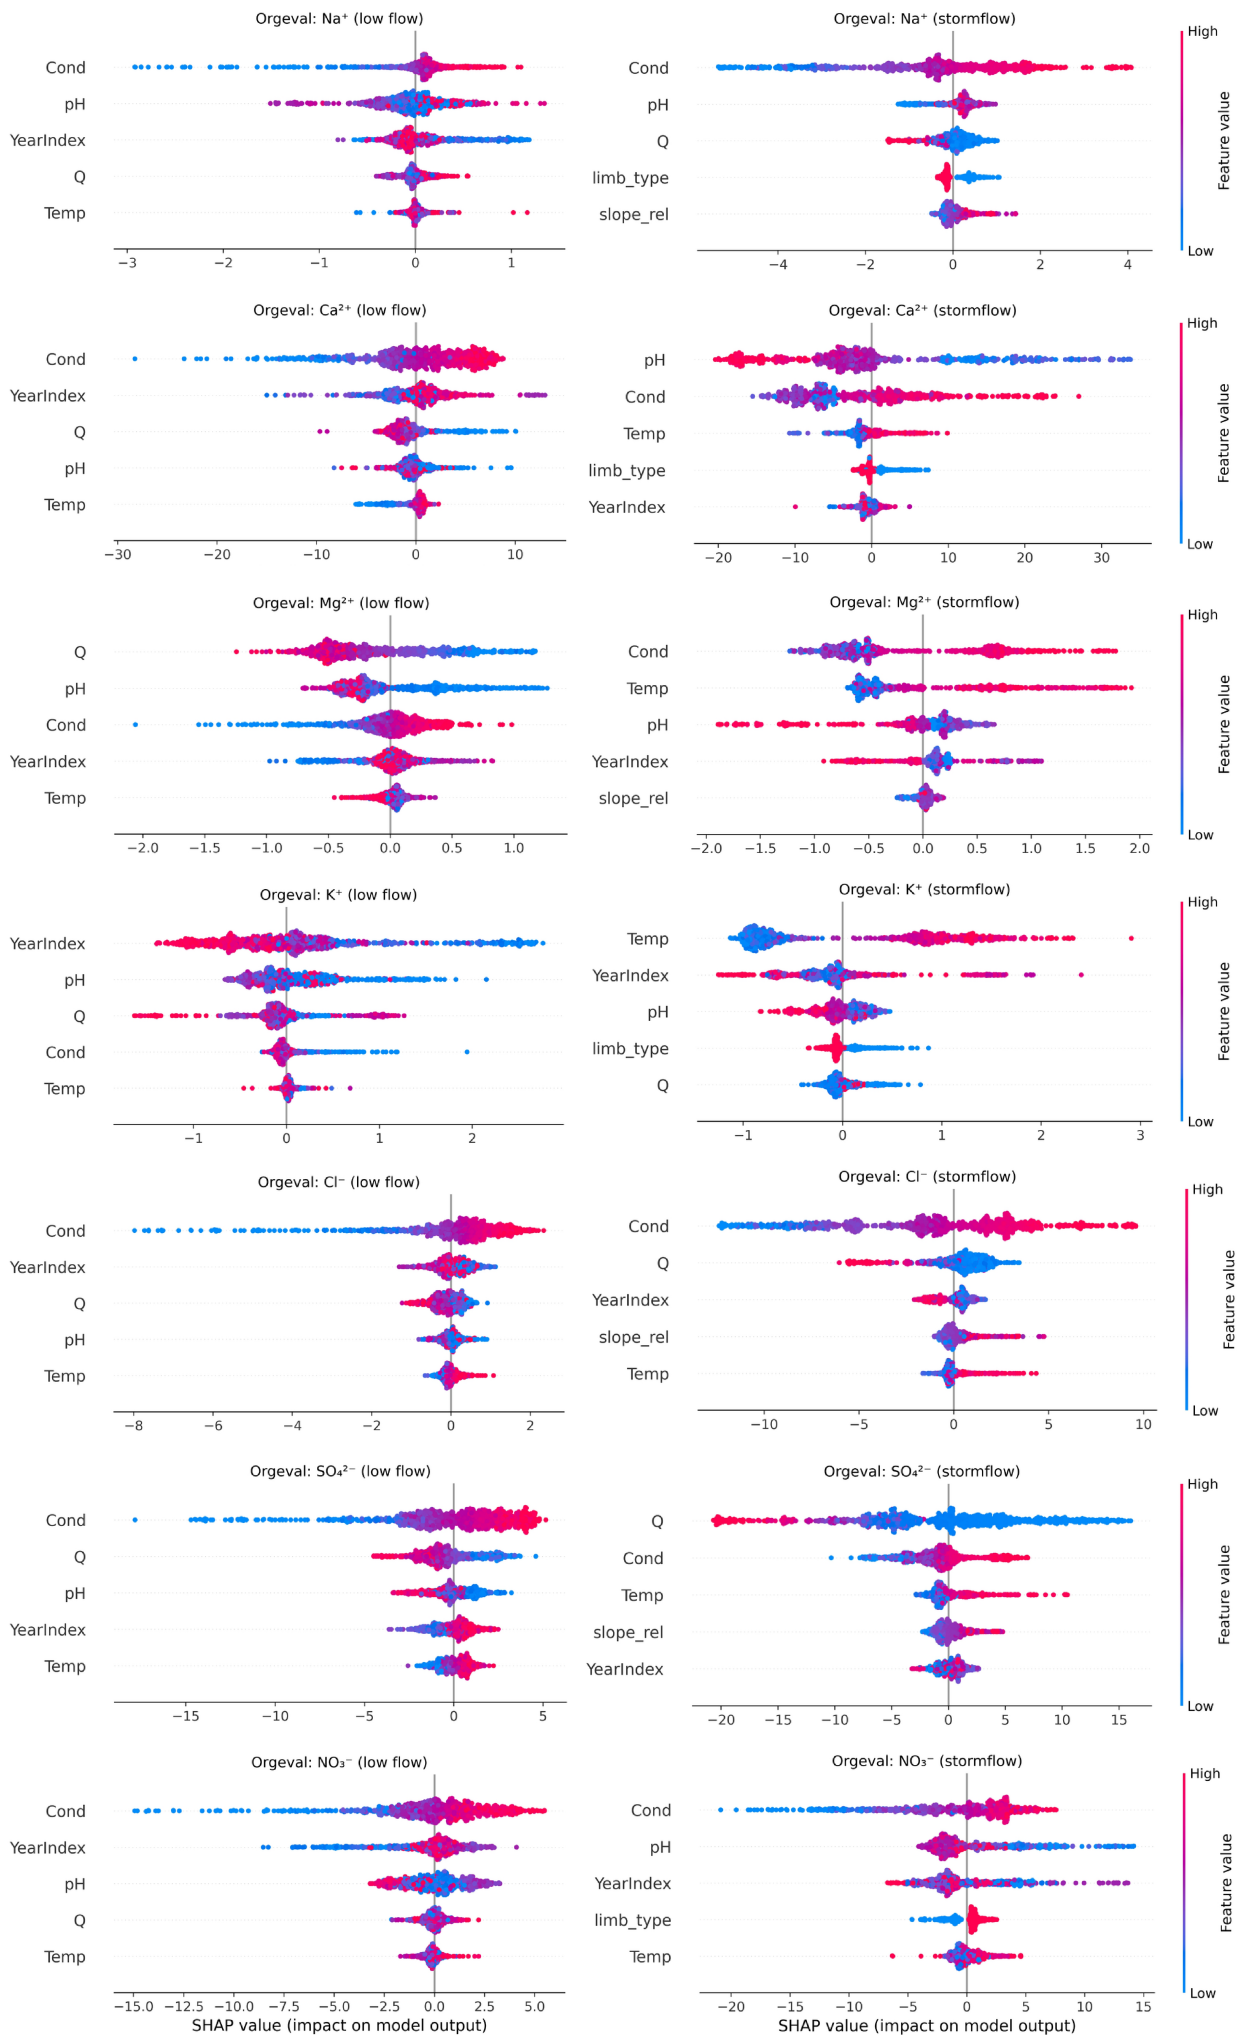 Orgeval: Na⁺ (low flow)
Cond
pH
YearIndex
Q
Temp
−3 −2 −1 0 1
Orgeval: Na⁺ (stormflow)
Cond
pH
Q
limb_type
slope_rel
−4 −2 0 2 4
High
Feature value
Low
Orgeval: Ca²⁺ (low flow)
Cond
YearIndex
Q
pH
Temp
−30 −20 −10 0 10
Orgeval: Ca²⁺ (stormflow)
pH
Cond
Temp
limb_type
YearIndex
−20 −10 0 10 20 30
High
Feature value
Low
Orgeval: Mg²⁺ (low flow)
Q
pH
Cond
YearIndex
Temp
−2.0 −1.5 −1.0 −0.5 0.0 0.5 1.0
Orgeval: Mg²⁺ (stormflow)
Cond
Temp
pH
YearIndex
slope_rel
−2.0 −1.5 −1.0 −0.5 0.0 0.5 1.0 1.5 2.0
High
Feature value
Low
Orgeval: K⁺ (low flow)
YearIndex
pH
Q
Cond
Temp
−1 0 1 2
Orgeval: K⁺ (stormflow)
Temp
YearIndex
pH
limb_type
Q
−1 0 1 2 3
High
Feature value
Low
Orgeval: Cl⁻ (low flow)
Cond
YearIndex
Q
pH
Temp
−8 −6 −4 −2 0 2
Orgeval: Cl⁻ (stormflow)
Cond
Q
YearIndex
slope_rel
Temp
−10 −5 0 5 10
High
Feature value
Low
Orgeval: SO₄²⁻ (low flow)
Cond
Q
pH
YearIndex
Temp
−15 −10 −5 0 5
Orgeval: SO₄²⁻ (stormflow)
Q
Cond
Temp
slope_rel
YearIndex
−20 −15 −10 −5 0 5 10 15
High
Feature value
Low
Orgeval: NO₃⁻ (low flow)
Cond
YearIndex
pH
Q
Temp
−15.0 −12.5 −10.0 −7.5 −5.0 −2.5 0.0 2.5 5.0
SHAP value (impact on model output)
Orgeval: NO₃⁻ (stormflow)
Cond
pH
YearIndex
limb_type
Temp
−20 −15 −10 −5 0 5 10 15
SHAP value (impact on model output)
High
Feature value
Low